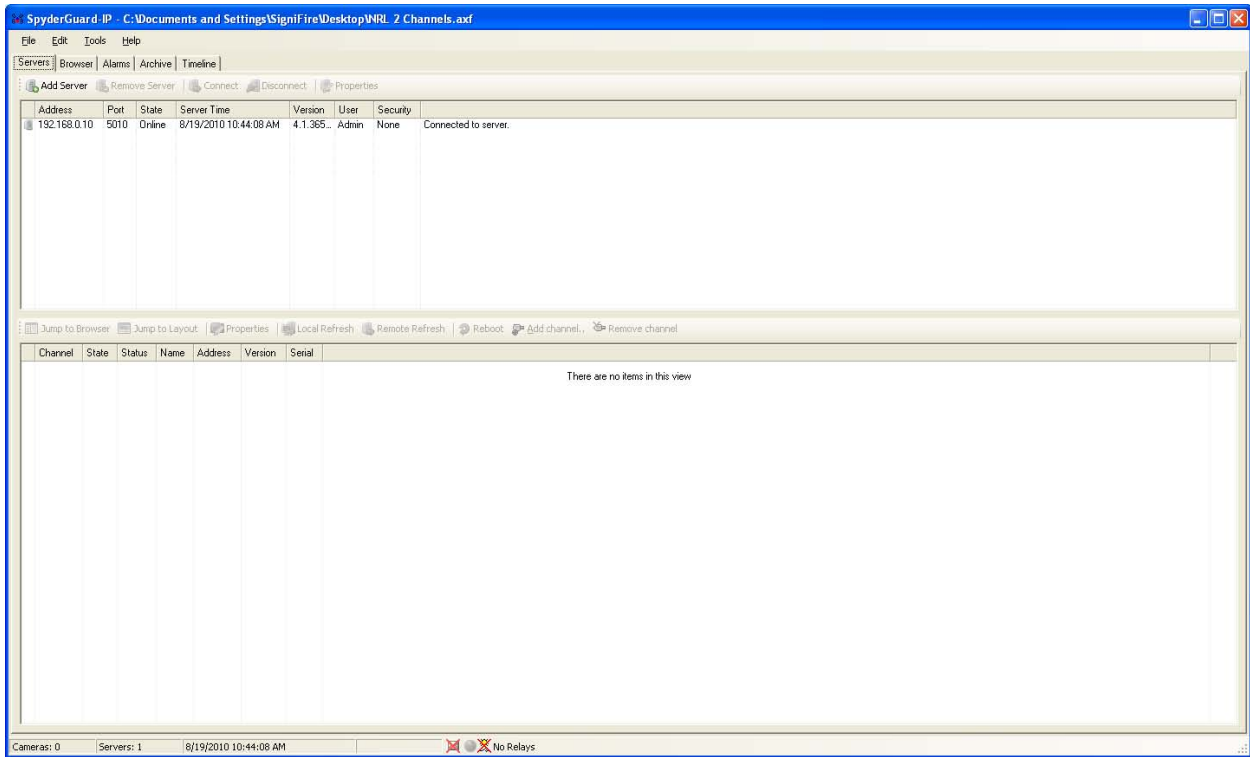 SpyderGuard-IP - C:\Documents and Settings\SigniFire\Desktop\NRL 2 Channels.axf
File Edit Tools Help
Servers Browser Alarms Archive Timeline
Add Server Remove Server Connect Disconnect Properties
Address Port State Server Time Version User Security
192.168.0.10 5010 Online 8/19/2010 10:44:08 AM 4.1.365... Admin None Connected to server.
Jump to Browser Jump to Layout Properties Local Refresh Remote Refresh Reboot Add channel.. Remove channel
Channel State Status Name Address Version Serial
There are no items in this view
Cameras: 0 Servers: 1 8/19/2010 10:44:08 AM No Relays